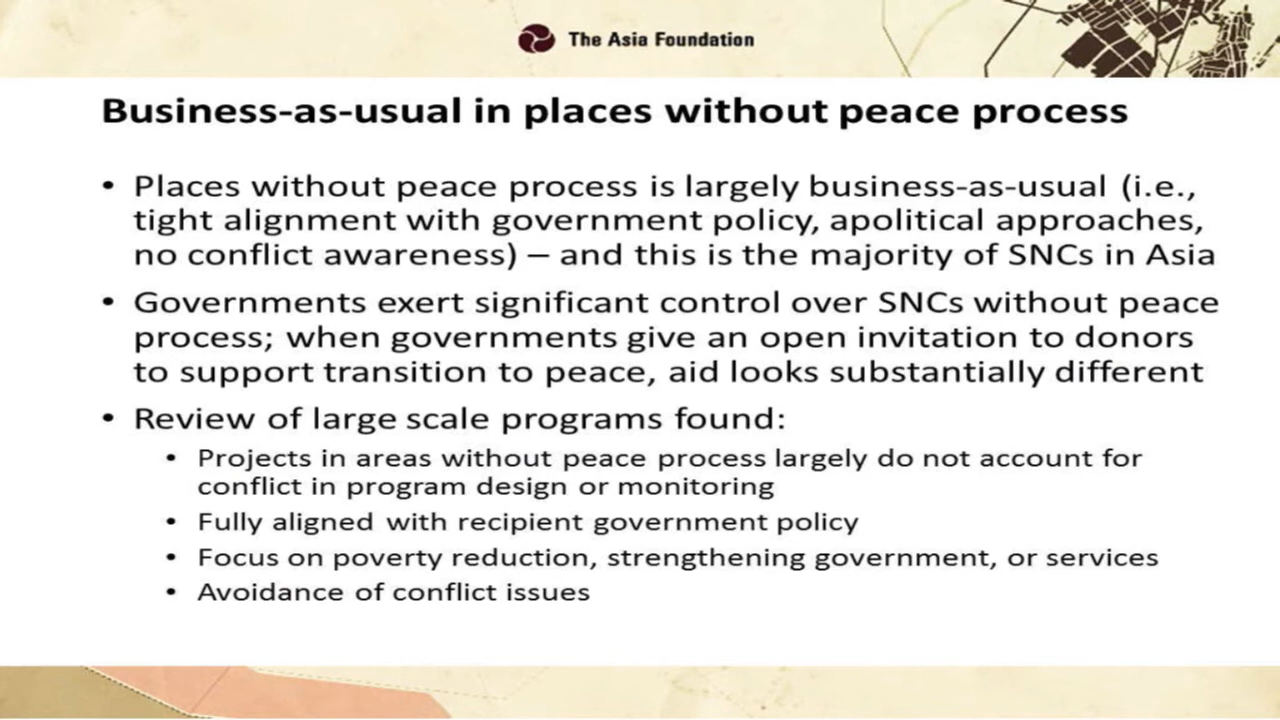 The Asia Foundation
Business-as-usual in places without peace process
• Places without peace process is largely business-as-usual (i.e.,
tight alignment with government policy, apolitical approaches,
no conflict awareness) – and this is the majority of SNCs in Asia
• Governments exert significant control over SNCs without peace
process; when governments give an open invitation to donors
to support transition to peace, aid looks substantially different
• Review of large scale programs found:
• Projects in areas without peace process largely do not account for
conflict in program design or monitoring
• Fully aligned with recipient government policy
• Focus on poverty reduction, strengthening government, or services
• Avoidance of conflict issues